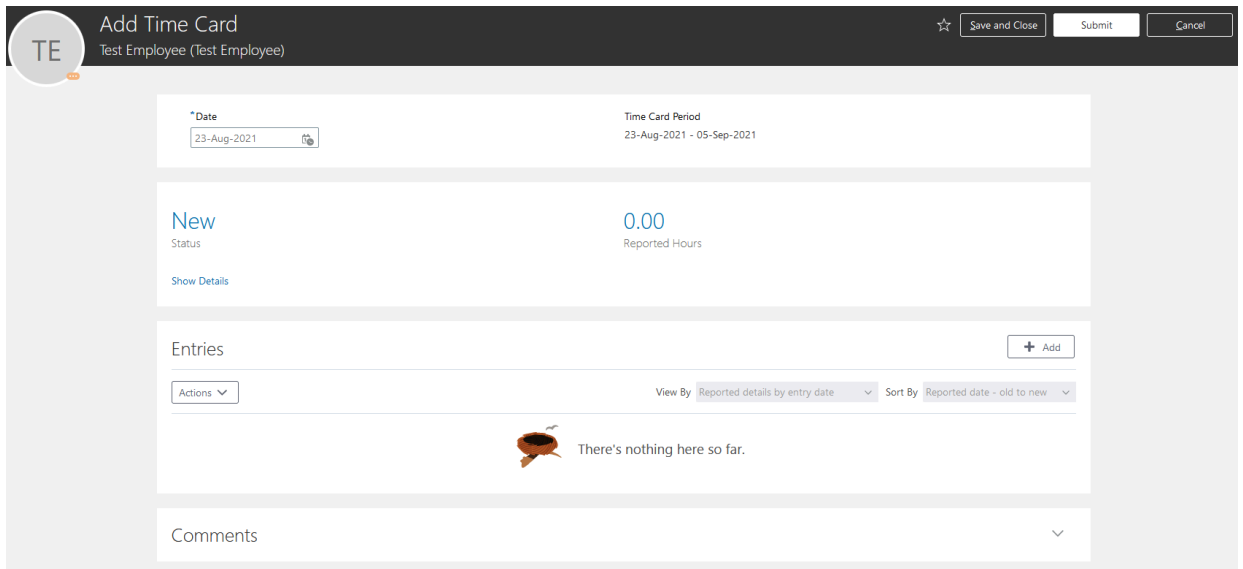 TE
Add Time Card
Test Employee (Test Employee)
Save and Close
Submit
Cancel
*Date
Time Card Period
23-Aug-2021
23-Aug-2021 - 05-Sep-2021
New
0.00
Status
Reported Hours
Show Details
Entries
+ Add
Actions
View By Reported details by entry date
Sort By Reported date - old to new
There's nothing here so far.
Comments